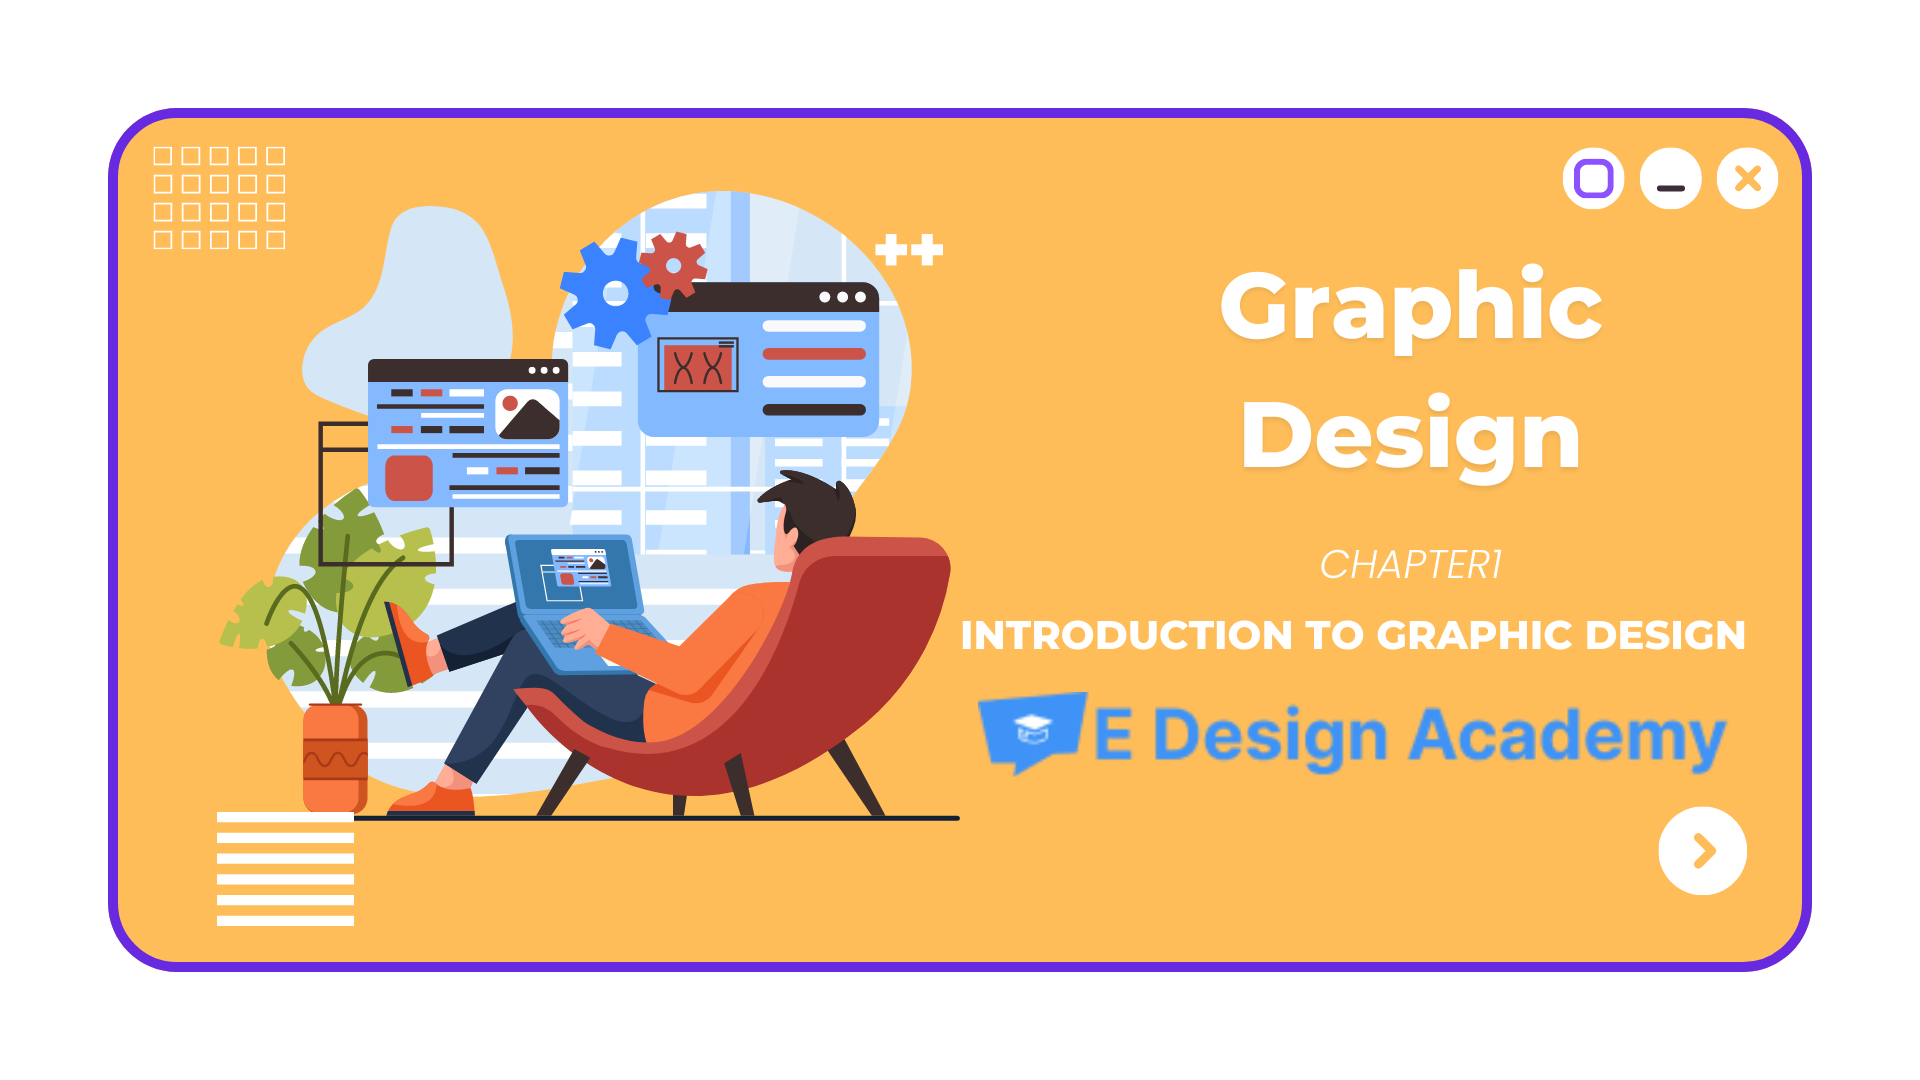 Graphic
Design
CHAPTER1
INTRODUCTION TO GRAPHIC DESIGN
E Design Academy